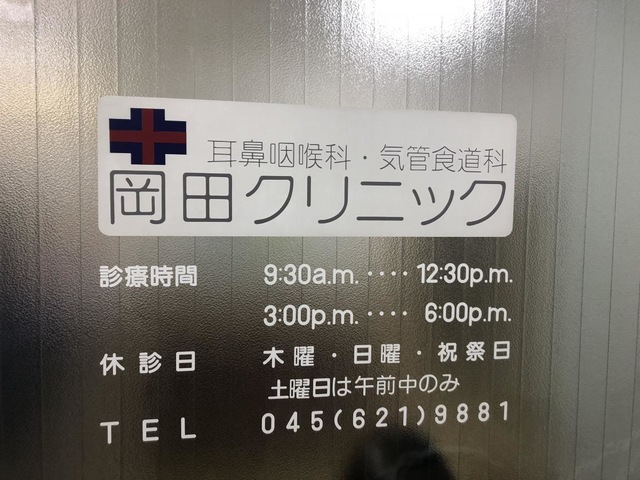 耳鼻咽喉科・気管食道科
岡田クリニック
診療時間 9:30a.m.‥‥12:30p.m.
3:00p.m.‥‥6:00p.m.
休診日 木曜・日曜・祝祭日
土曜日は午前中のみ
TEL 045(621)9881